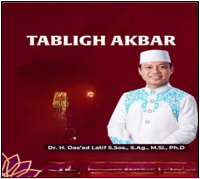 TABLIGH AKBAR
Dr. H. Das'ad Latif S.Sos., S.Ag., M.Si., Ph.D